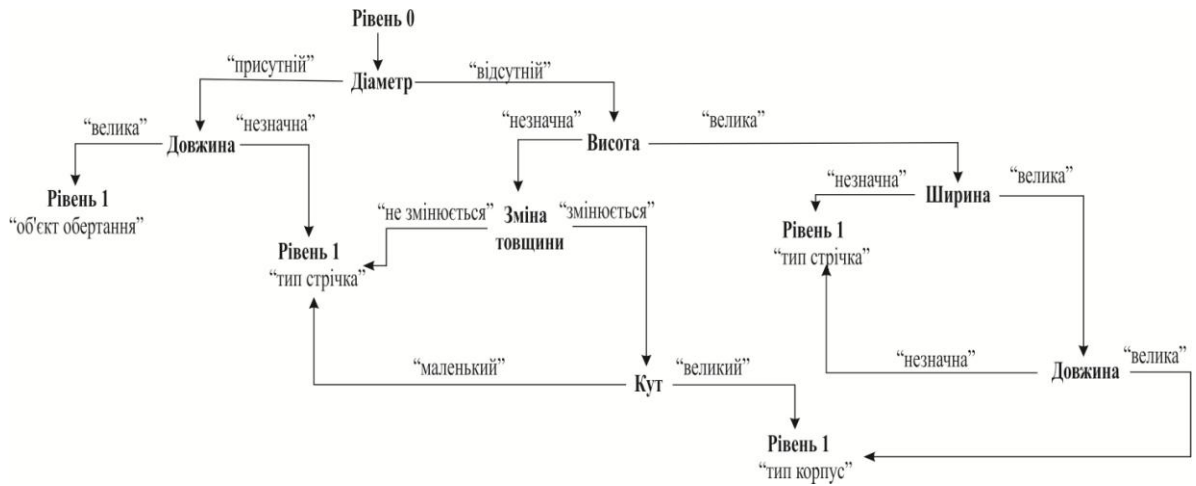 Рівень 0
“присутній”
Діаметр
“відсутній”
“велика”
Довжина
“незначна”
“незначна”
Висота
“велика”
Рівень 1
“об'єкт обертання”
“не змінюється”
Зміна
товщини
“змінюється”
“незначна”
Ширина
“велика”
Рівень 1
“тип стрічка”
Рівень 1
“тип стрічка”
“маленький”
Кут
“великий”
“незначна”
Довжина
“велика”
Рівень 1
“тип корпус”